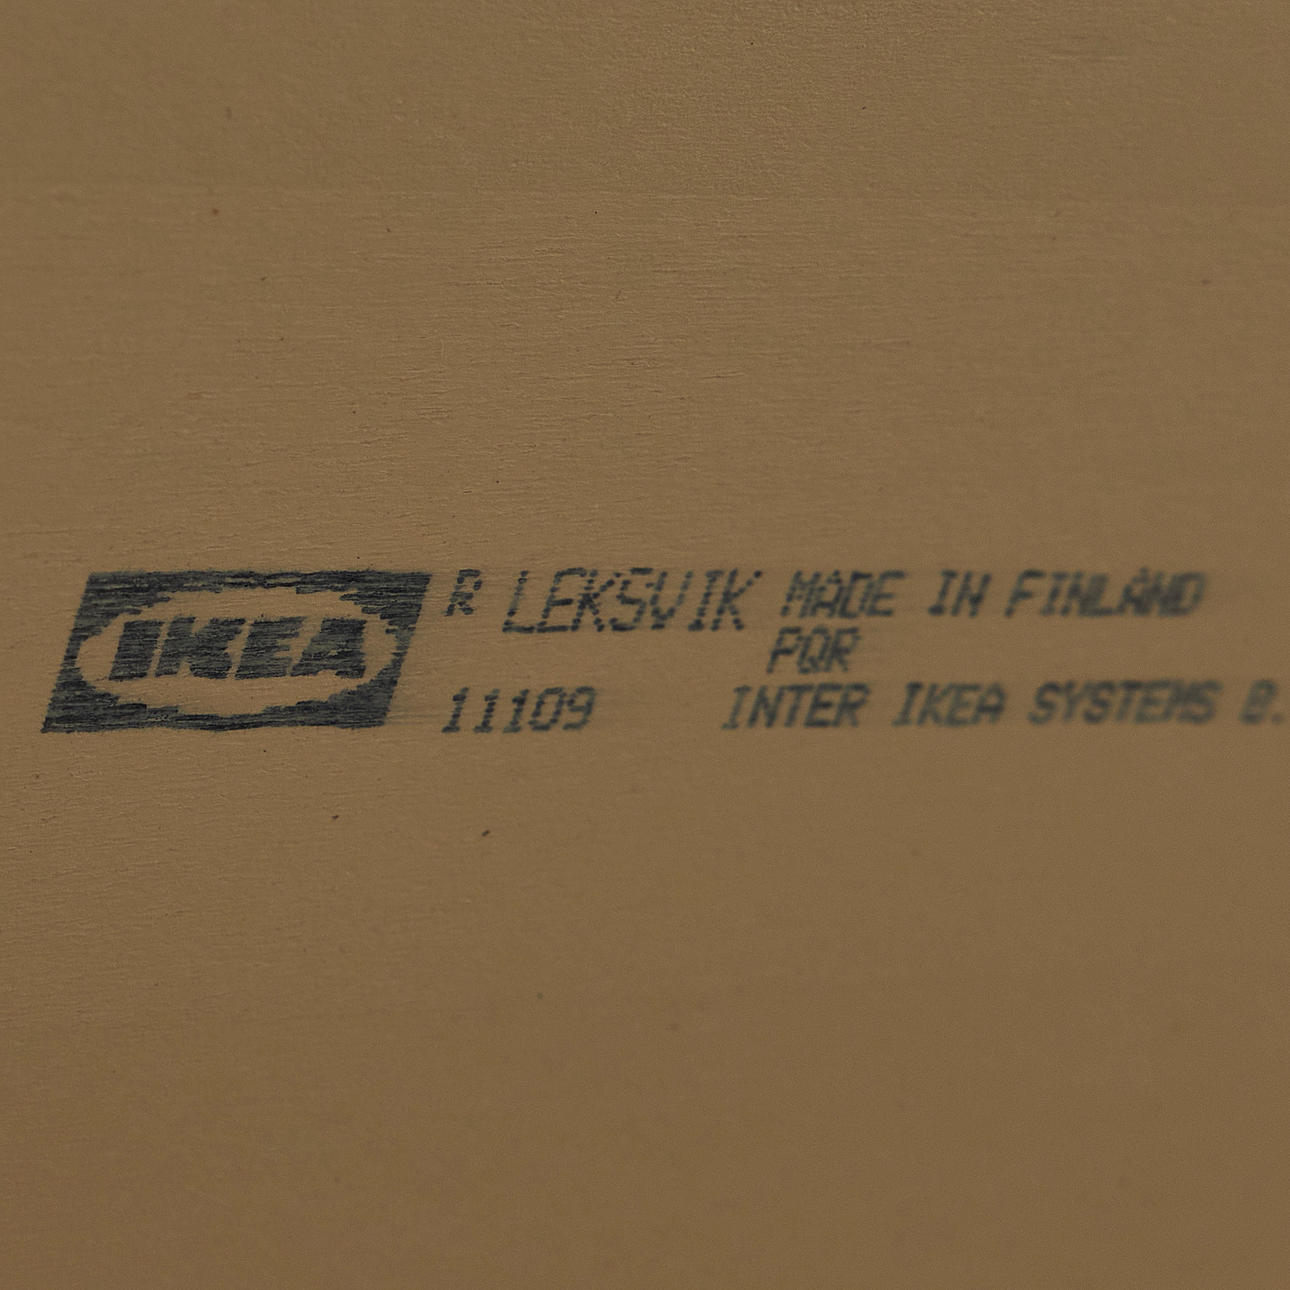 IKEA R LEKSVIK MADE IN FINLAND
PQR
11109 INTER IKEA SYSTEMS B.